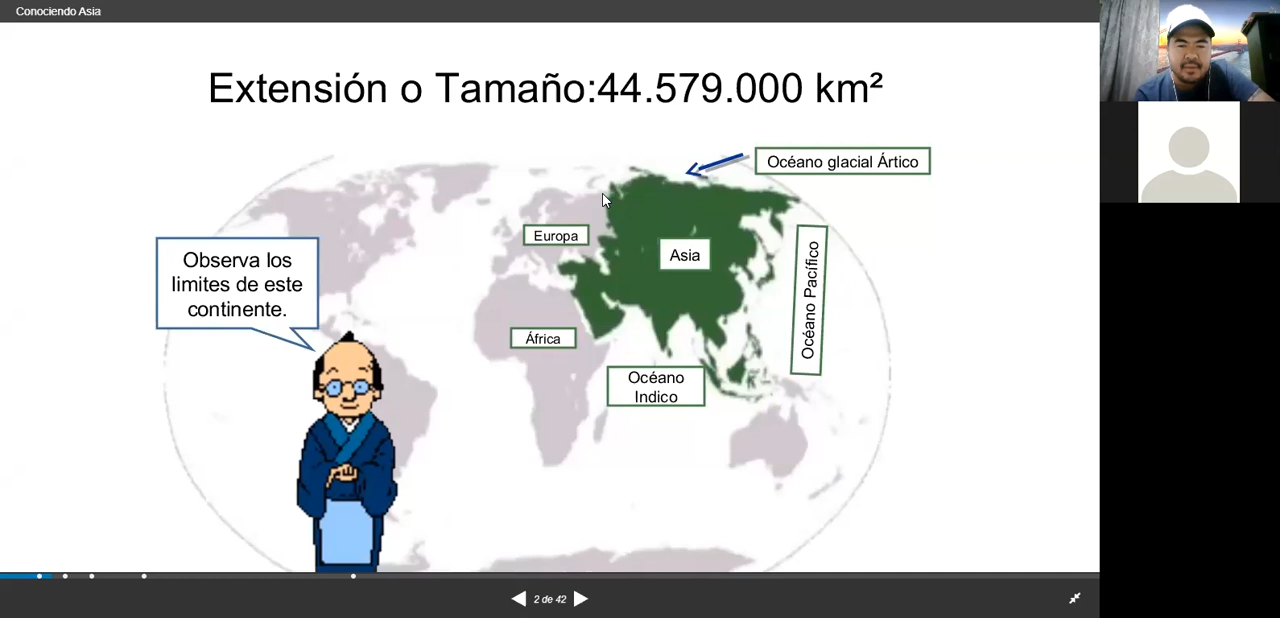 Conociendo Asia
Extensión o Tamaño:44.579.000 km²
Océano glacial Ártico
Europa
Asia
Océano Pacífico
Observa los
limites de este
continente.
África
Océano
Indico
2 de 42